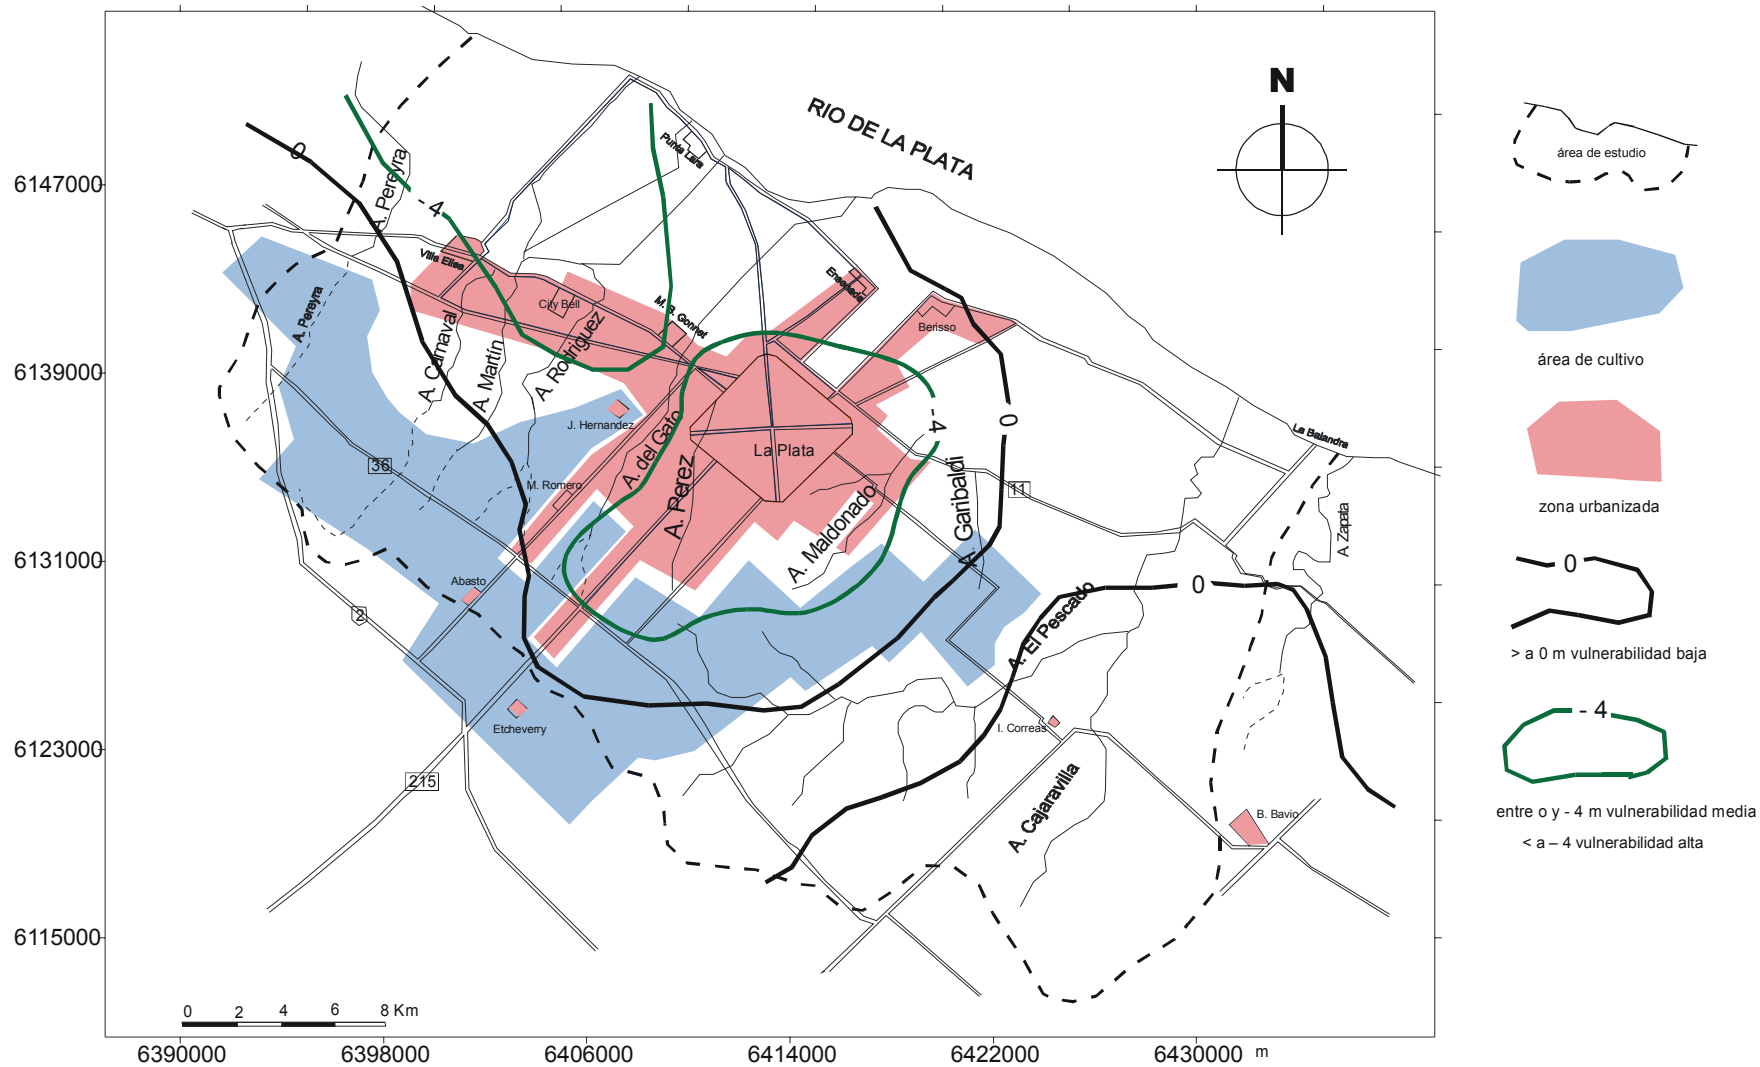 N
RIO DE LA PLATA
Punta Lara
0
A. Pereyra
- 4
6147000
Villa Elisa
Ensenada
City Bell
M. B. Gonnet
Berisso
A. Pereyra
A. Carnaval
A. Martín
A. Rodriguez
6139000
J. Hernandez
- 4
0
La Balandra
A. del Gato
La Plata
36
A. Perez
M. Romero
A. Maldonado
A. Garibaldi
11
A Zapata
6131000
Abasto
0
2
A. El Pescado
Etcheverry
I. Correas
6123000
215
A. Cajaravilla
B. Bavio
6115000
0 2 4 6 8 Km
6390000 6398000 6406000 6414000 6422000 6430000 m
área de estudio
área de cultivo
zona urbanizada
0
> a 0 m vulnerabilidad baja
- 4
entre o y - 4 m vulnerabilidad media
< a – 4 vulnerabilidad alta